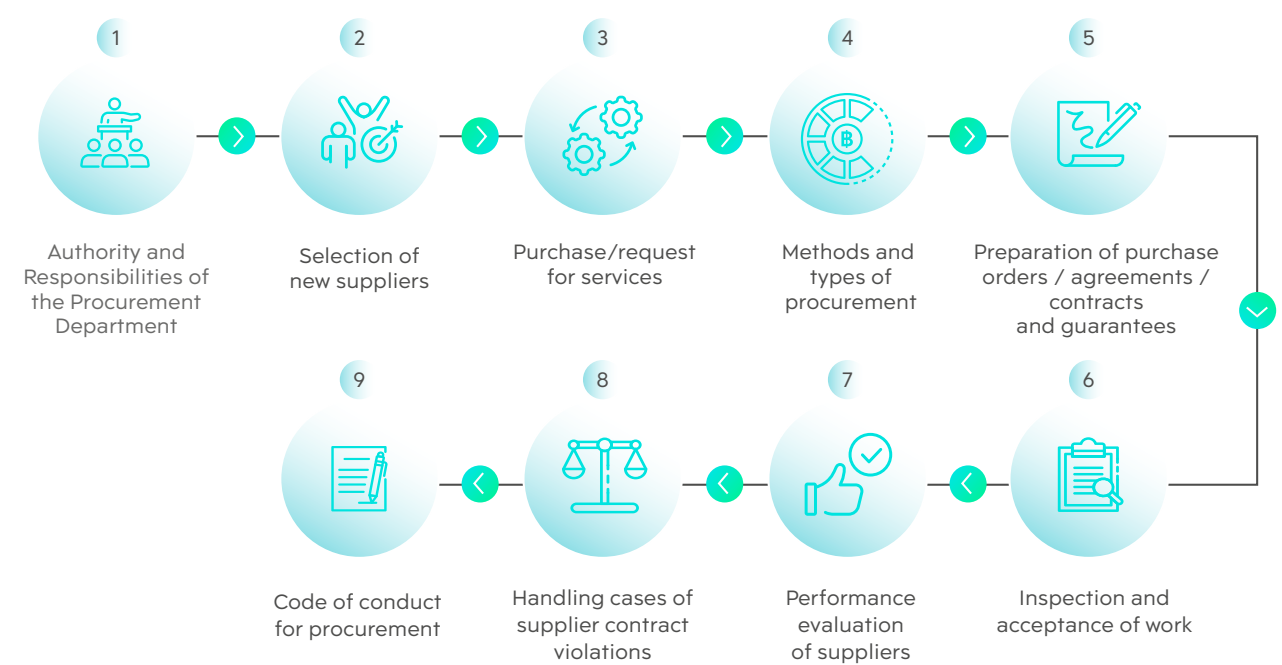 1
Authority and
Responsibilities of
the Procurement
Department
2
Selection of
new suppliers
3
Purchase/request
for services
4
฿
Methods and
types of
procurement
5
Preparation of purchase
orders / agreements /
contracts
and guarantees
6
Inspection and
acceptance of work
7
Performance
evaluation
of suppliers
8
Handling cases of
supplier contract
violations
9
Code of conduct
for procurement